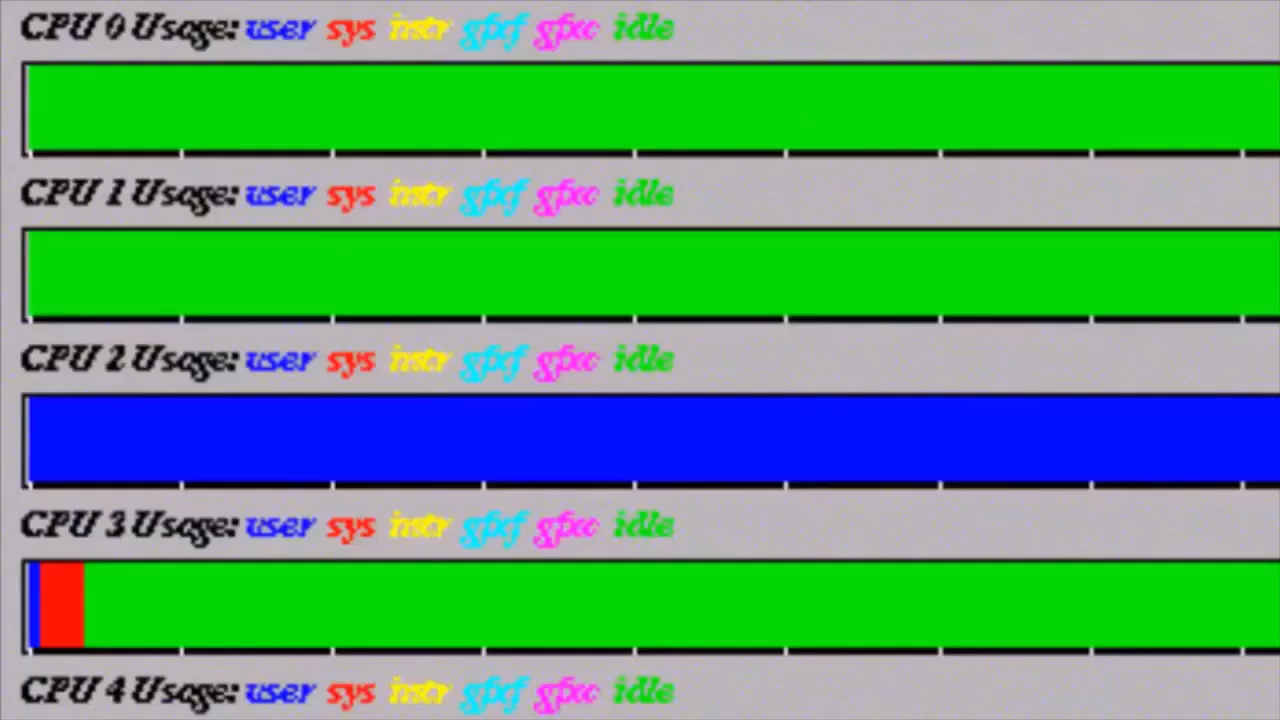 CPU 0 Usage: user sys intr gfxf gfxc idle
CPU 1 Usage: user sys intr gfxf gfxc idle
CPU 2 Usage: user sys intr gfxf gfxc idle
CPU 3 Usage: user sys intr gfxf gfxc idle
CPU 4 Usage: user sys intr gfxf gfxc idle